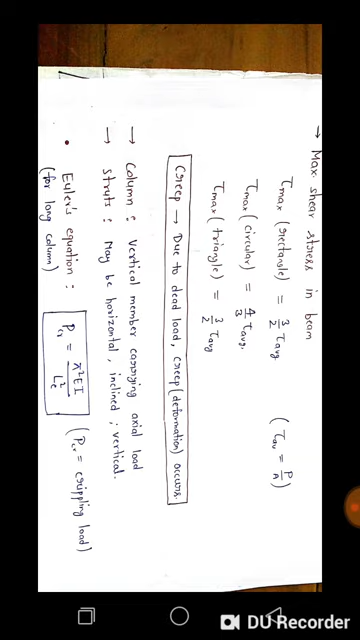 → Max. shear stress in beam
τmax (rectangle) = 3/2 τavg (τav = P/A)
τmax (circular) = 4/3 τavg.
τmax (triangle) = 3/2 τavg
Creep → Due to dead load, creep (deformation) occurs.
→ Column : Vertical member carrying axial load
→ Struts : May be horizontal, inclined, vertical.
• Euler's equation : Pcr = π²EI / Le² (Pcr = crippling load)
(for long column)
DU Recorder